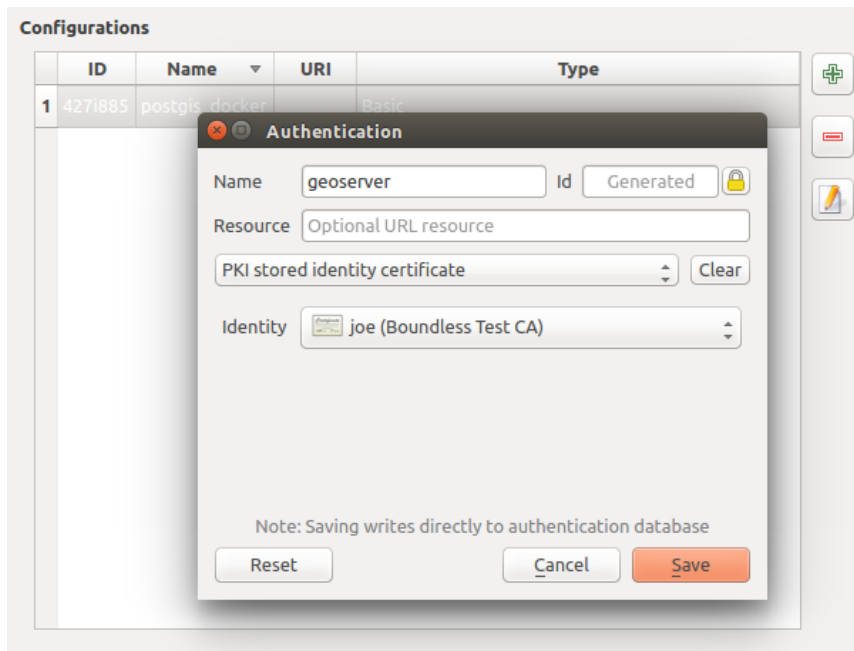 Configurations
ID Name URI Type
1 427i885 postgis_docker Basic
Authentication
Name geoserver Id Generated
Resource Optional URL resource
PKI stored identity certificate Clear
Identity joe (Boundless Test CA)
Note: Saving writes directly to authentication database
Reset Cancel Save